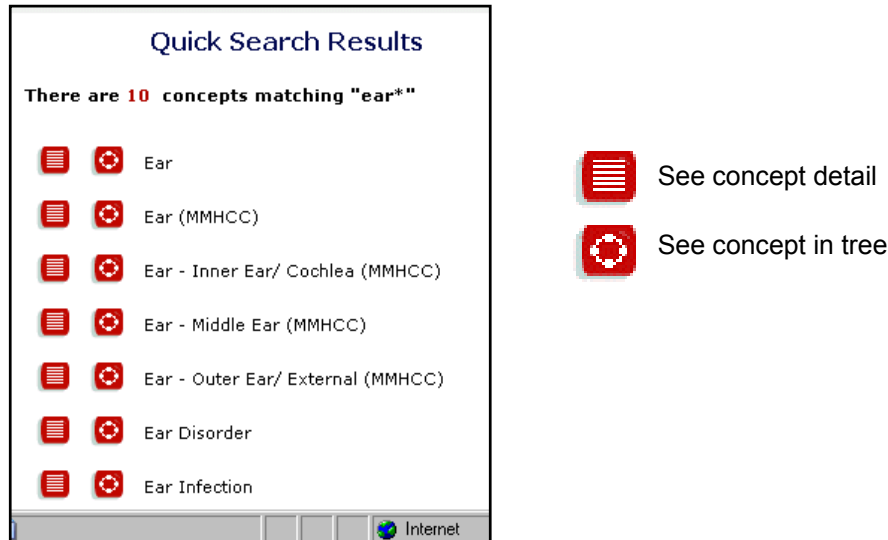 Quick Search Results
There are 10 concepts matching "ear*"
Ear
Ear (MMHCC)
Ear - Inner Ear/ Cochlea (MMHCC)
Ear - Middle Ear (MMHCC)
Ear - Outer Ear/ External (MMHCC)
Ear Disorder
Ear Infection
Internet
See concept detail
See concept in tree